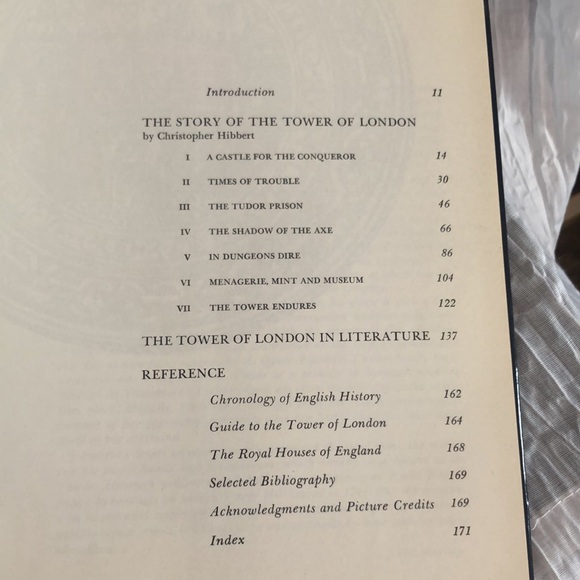 Introduction 11
THE STORY OF THE TOWER OF LONDON
by Christopher Hibbert
I A CASTLE FOR THE CONQUEROR 14
II TIMES OF TROUBLE 30
III THE TUDOR PRISON 46
IV THE SHADOW OF THE AXE 66
V IN DUNGEONS DIRE 86
VI MENAGERIE, MINT AND MUSEUM 104
VII THE TOWER ENDURES 122
THE TOWER OF LONDON IN LITERATURE 137
REFERENCE
Chronology of English History 162
Guide to the Tower of London 164
The Royal Houses of England 168
Selected Bibliography 169
Acknowledgments and Picture Credits 169
Index 171